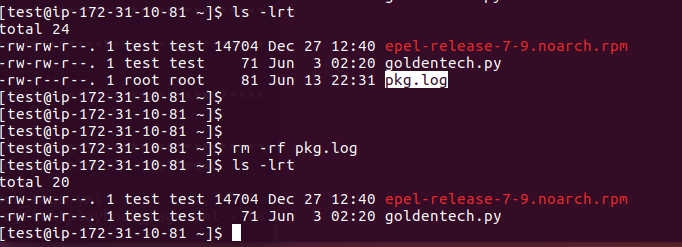 [test@ip-172-31-10-81 ~]$ ls -lrt
total 24
-rw-rw-r--. 1 test test 14704 Dec 27 12:40 epel-release-7-9.noarch.rpm
-rw-rw-r--. 1 test test    71 Jun  3 02:20 goldentech.py
-rw-r--r--. 1 root root    81 Jun 13 22:31 pkg.log
[test@ip-172-31-10-81 ~]$
[test@ip-172-31-10-81 ~]$
[test@ip-172-31-10-81 ~]$
[test@ip-172-31-10-81 ~]$ rm -rf pkg.log
[test@ip-172-31-10-81 ~]$ ls -lrt
total 20
-rw-rw-r--. 1 test test 14704 Dec 27 12:40 epel-release-7-9.noarch.rpm
-rw-rw-r--. 1 test test    71 Jun  3 02:20 goldentech.py
[test@ip-172-31-10-81 ~]$